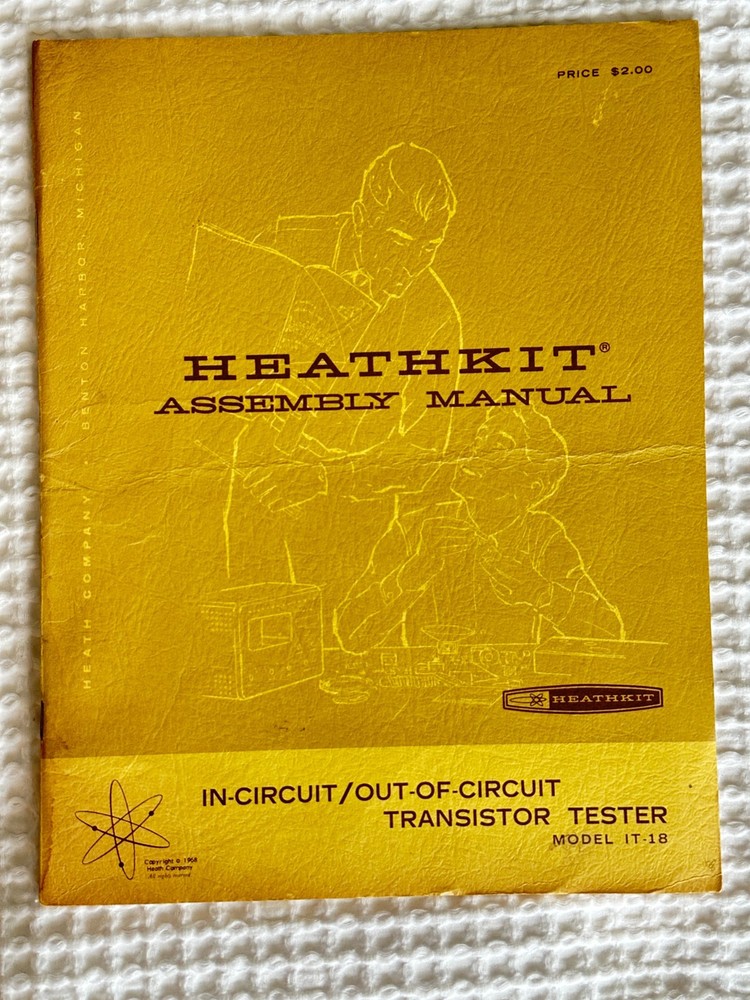 PRICE $2.00
HEATH COMPANY • BENTON HARBOR, MICHIGAN
HEATHKIT®
ASSEMBLY MANUAL
HEATHKIT
IN-CIRCUIT/OUT-OF-CIRCUIT
TRANSISTOR TESTER
MODEL IT-18
Copyright © 1968
Heath Company
All rights reserved